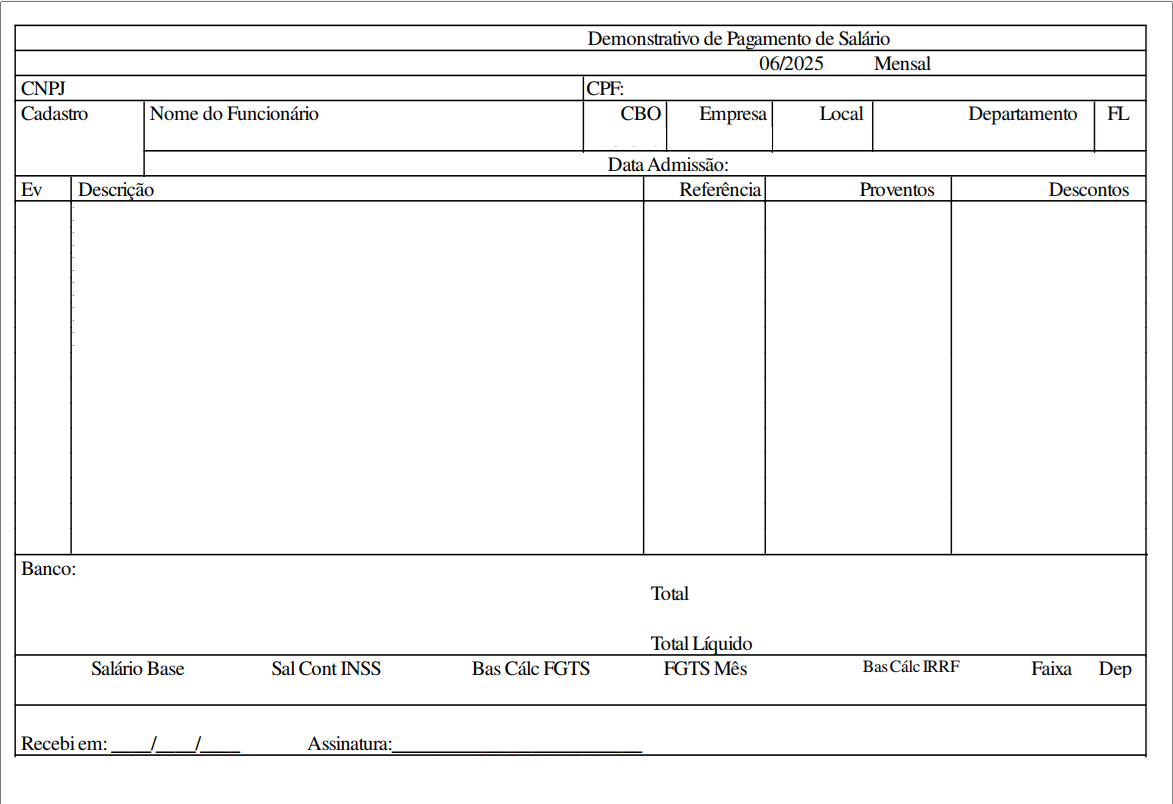 Demonstrativo de Pagamento de Salário
06/2025 Mensal
CNPJ CPF:
Cadastro Nome do Funcionário CBO Empresa Local Departamento FL
Data Admissão:
Ev Descrição Referência Proventos Descontos
Banco:
Total
Total Líquido
Salário Base Sal Cont INSS Bas Cálc FGTS FGTS Mês Bas Cálc IRRF Faixa Dep
Recebi em: ____/____/____ Assinatura:_________________________